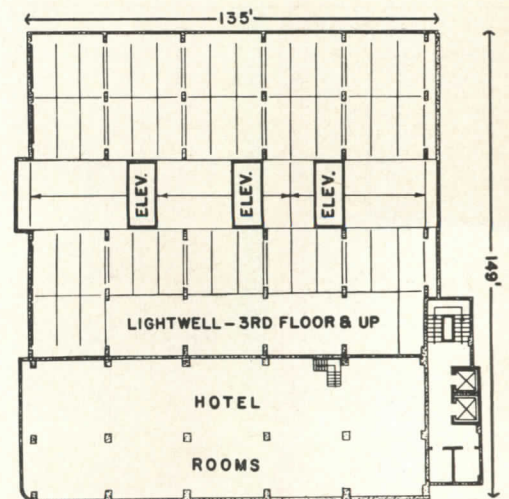 135'
ELEV.
ELEV.
ELEV.
149'
LIGHTWELL – 3RD FLOOR & UP
HOTEL
ROOMS